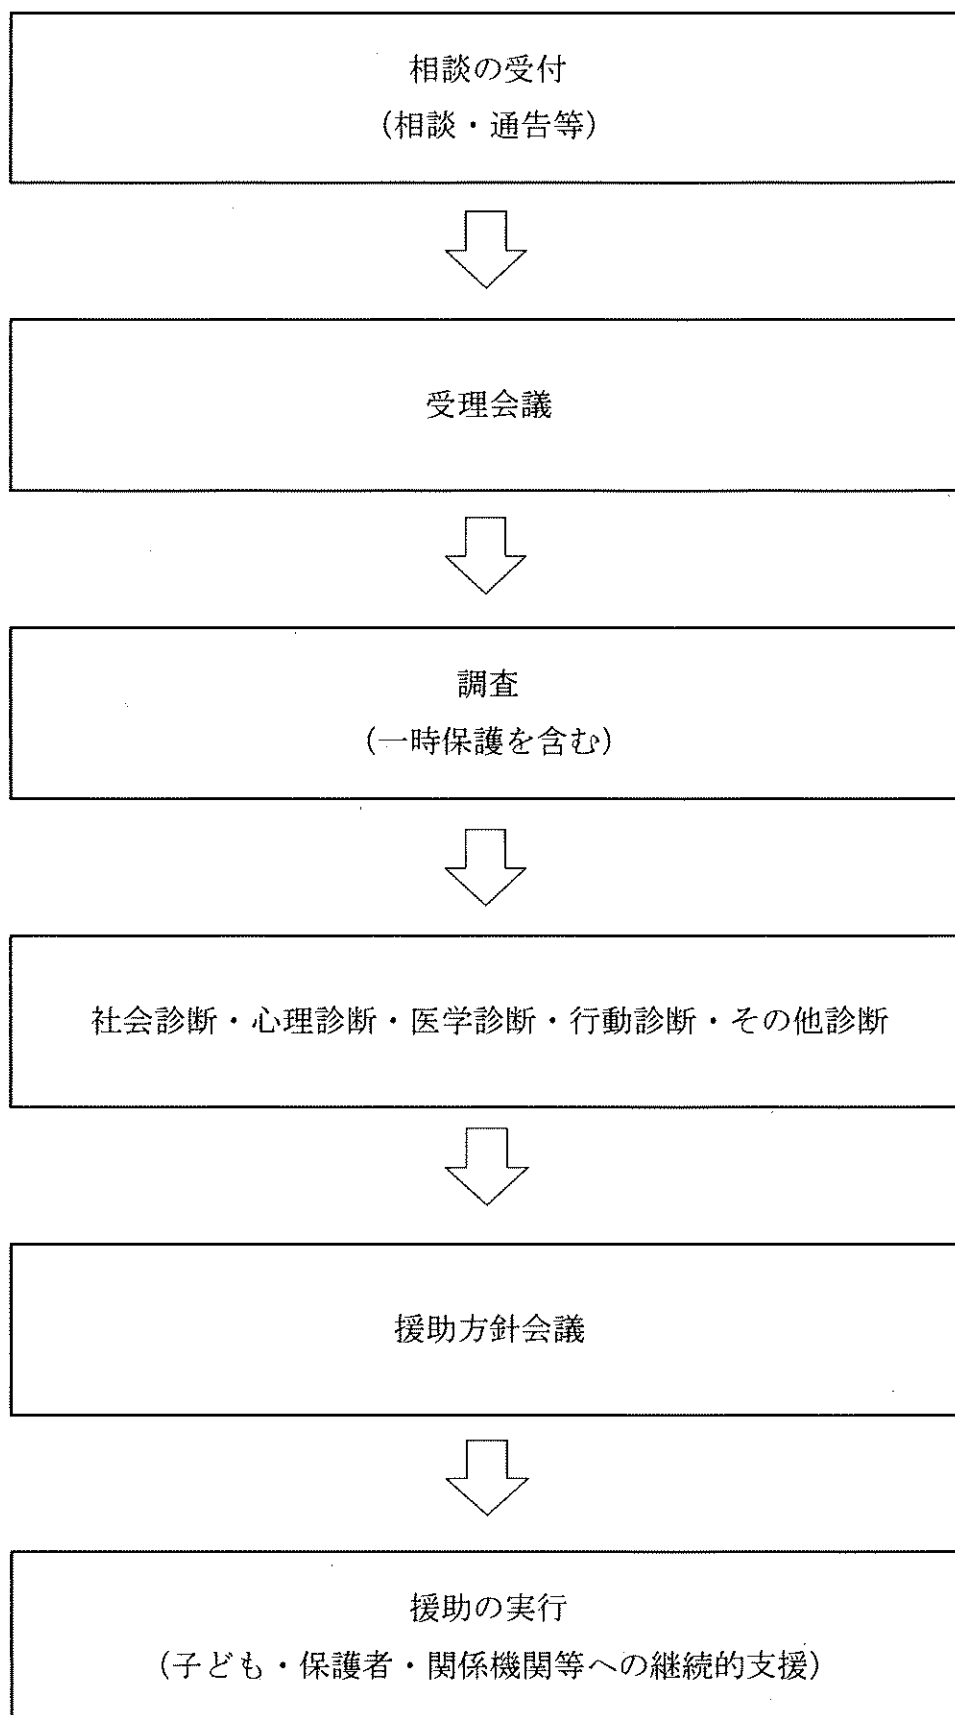 相談の受付
(相談・通告等)
受理会議
調査
(一時保護を含む)
社会診断・心理診断・医学診断・行動診断・その他診断
援助方針会議
援助の実行
(子ども・保護者・関係機関等への継続的支援)